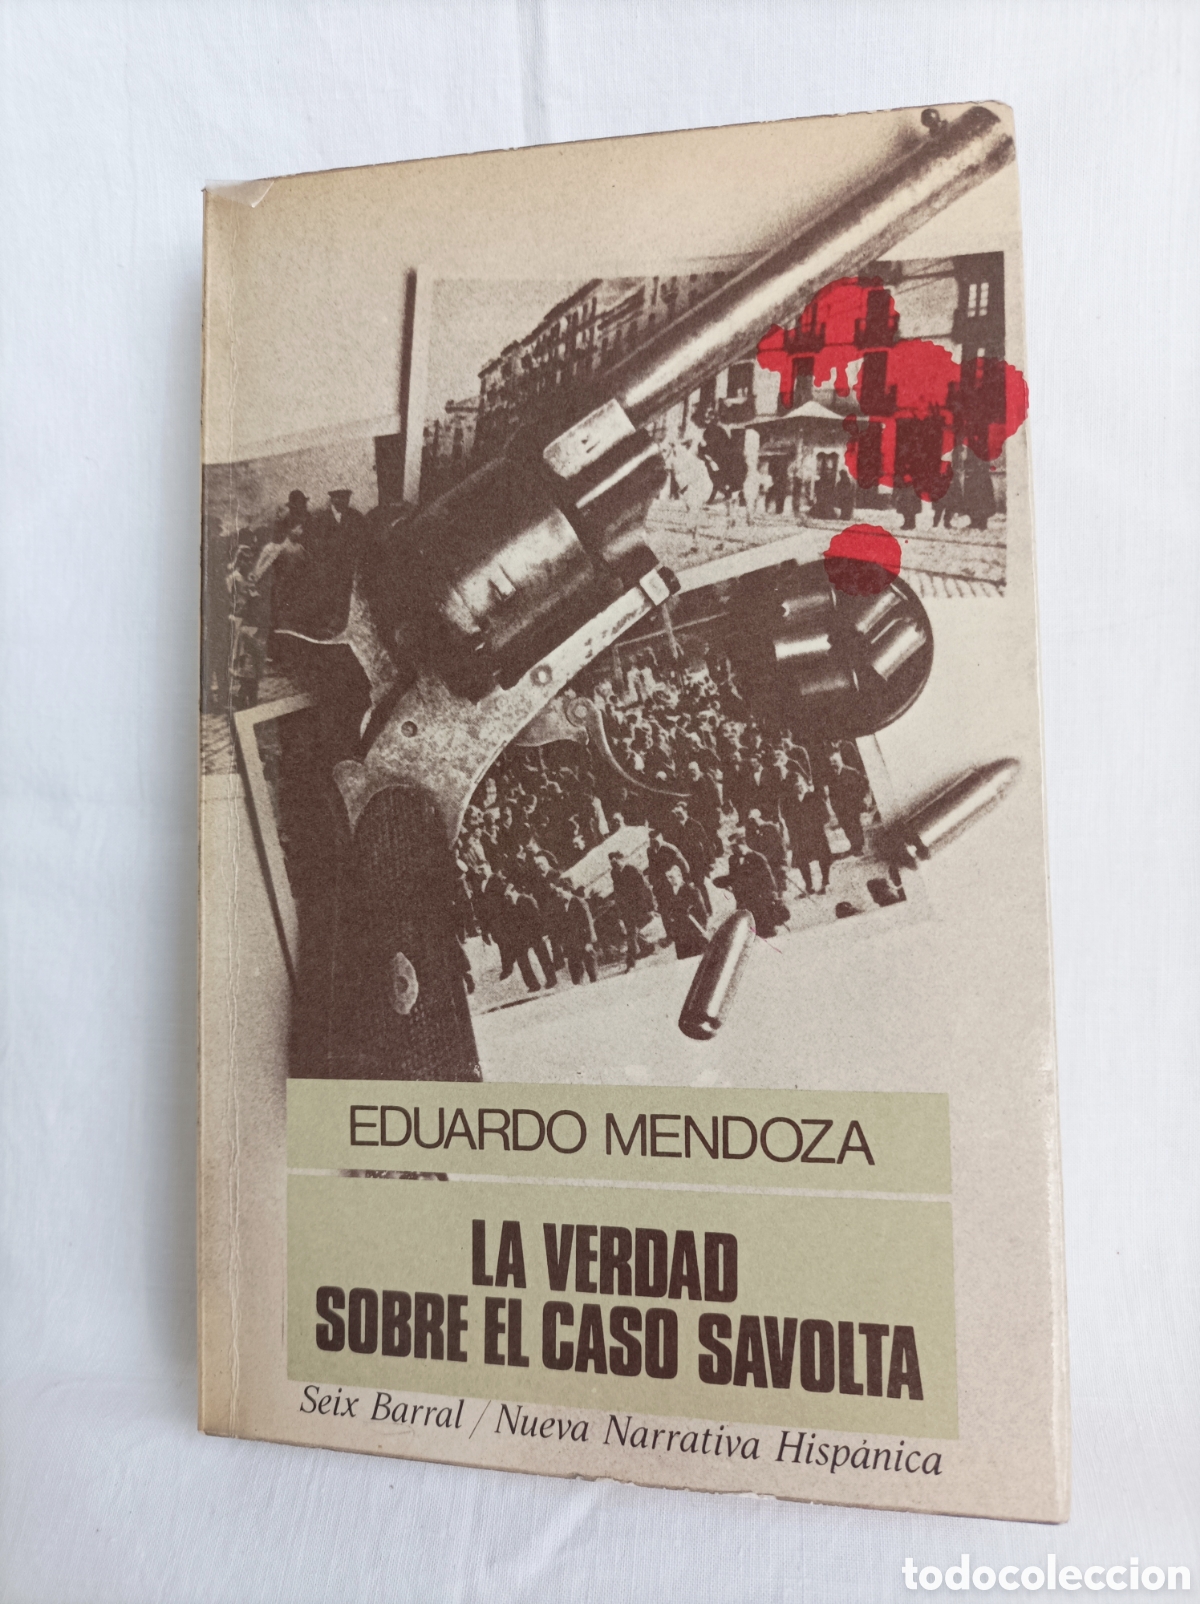 EDUARDO MENDOZA
LA VERDAD
SOBRE EL CASO SAVOLTA
Seix Barral / Nueva Narrativa Hispánica
todocoleccion